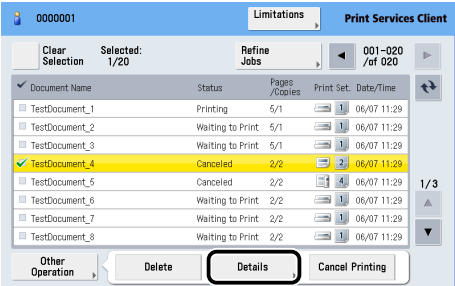 0000001 Limitations Print Services Client
Clear Selection Selected: 1/20 Refine Jobs 001-020 /of 020
Document Name Status Pages /Copies Print Set. Date/Time
TestDocument_1 Printing 5/1 1 06/07 11:29
TestDocument_2 Waiting to Print 5/1 1 06/07 11:29
TestDocument_3 Waiting to Print 5/1 1 06/07 11:29
TestDocument_4 Canceled 2/2 2 06/07 11:29
TestDocument_5 Canceled 2/2 4 06/07 11:29
TestDocument_6 Waiting to Print 2/2 1 06/07 11:29
TestDocument_7 Waiting to Print 2/2 1 06/07 11:29
TestDocument_8 Waiting to Print 2/2 1 06/07 11:29
1/3
Other Operation Delete Details Cancel Printing